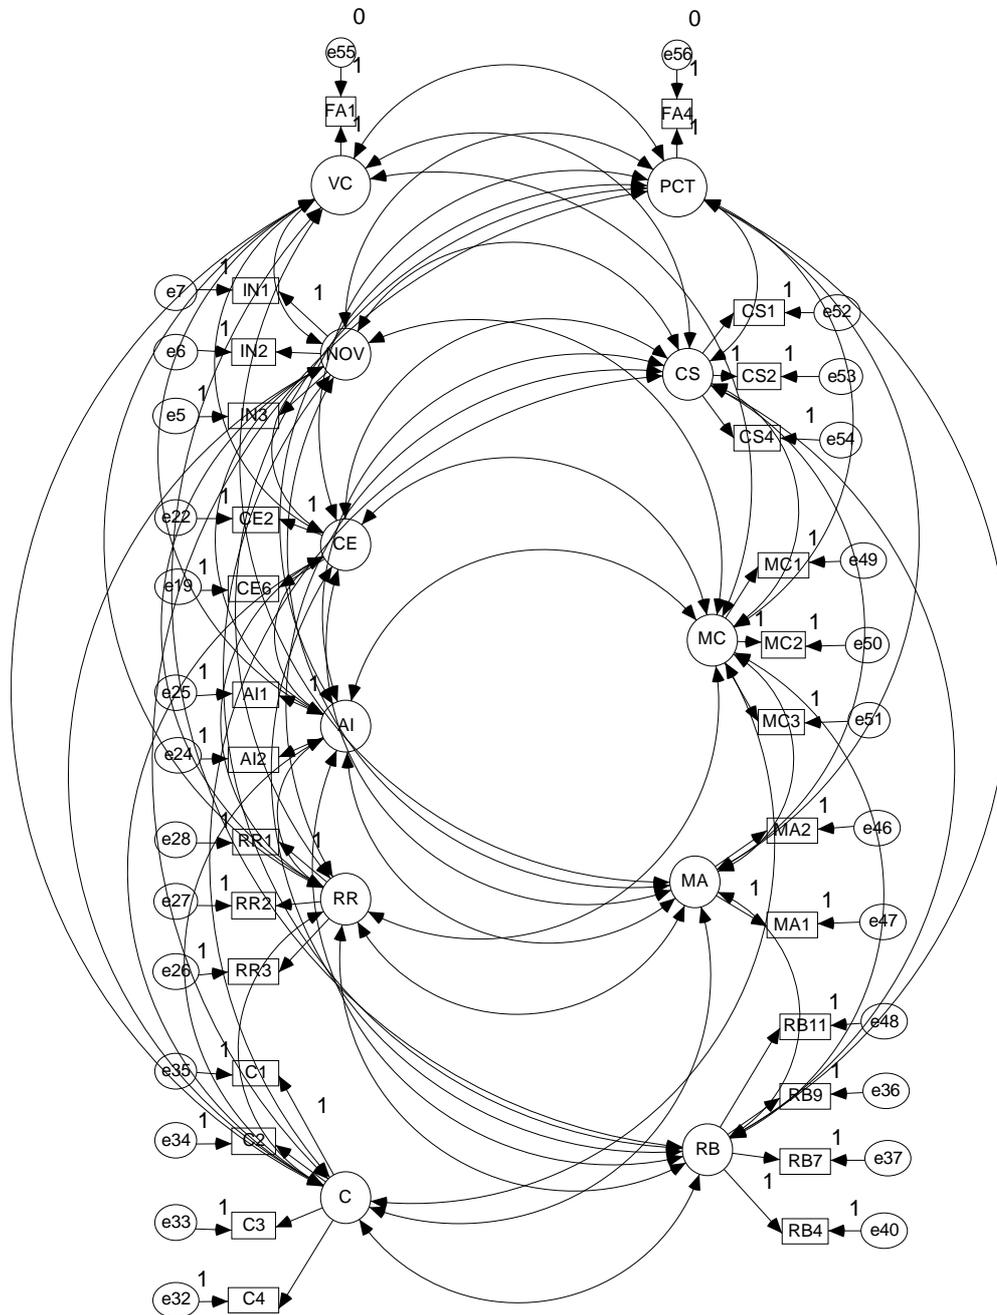 0 0
e55 1 e56 1
FA1 1 FA4 1
VC PCT
e7 1 IN1 1
CS1 1 e52
e6 1 IN2 NOV
CS 1 CS2 1 e53
e5 1 IN3
CS4 1 e54
e22 1 CE2 1
CE
MC1 1 e49
e19 1 CE6
MC 1 MC2 1 e50
e25 1 AI1 1
AI
MC3 1 e51
e24 1 AI2
e28 1 RR1 1
MA2 1 e46
e27 1 RR2 RR
MA 1 MA1 1 e47
e26 1 RR3
RB11 1 e48
e35 1 C1 1
RB9 1 e36
e34 1 C2
RB RB7 1 e37
C
1
e33 1 C3
RB4 1 e40
e32 1 C4